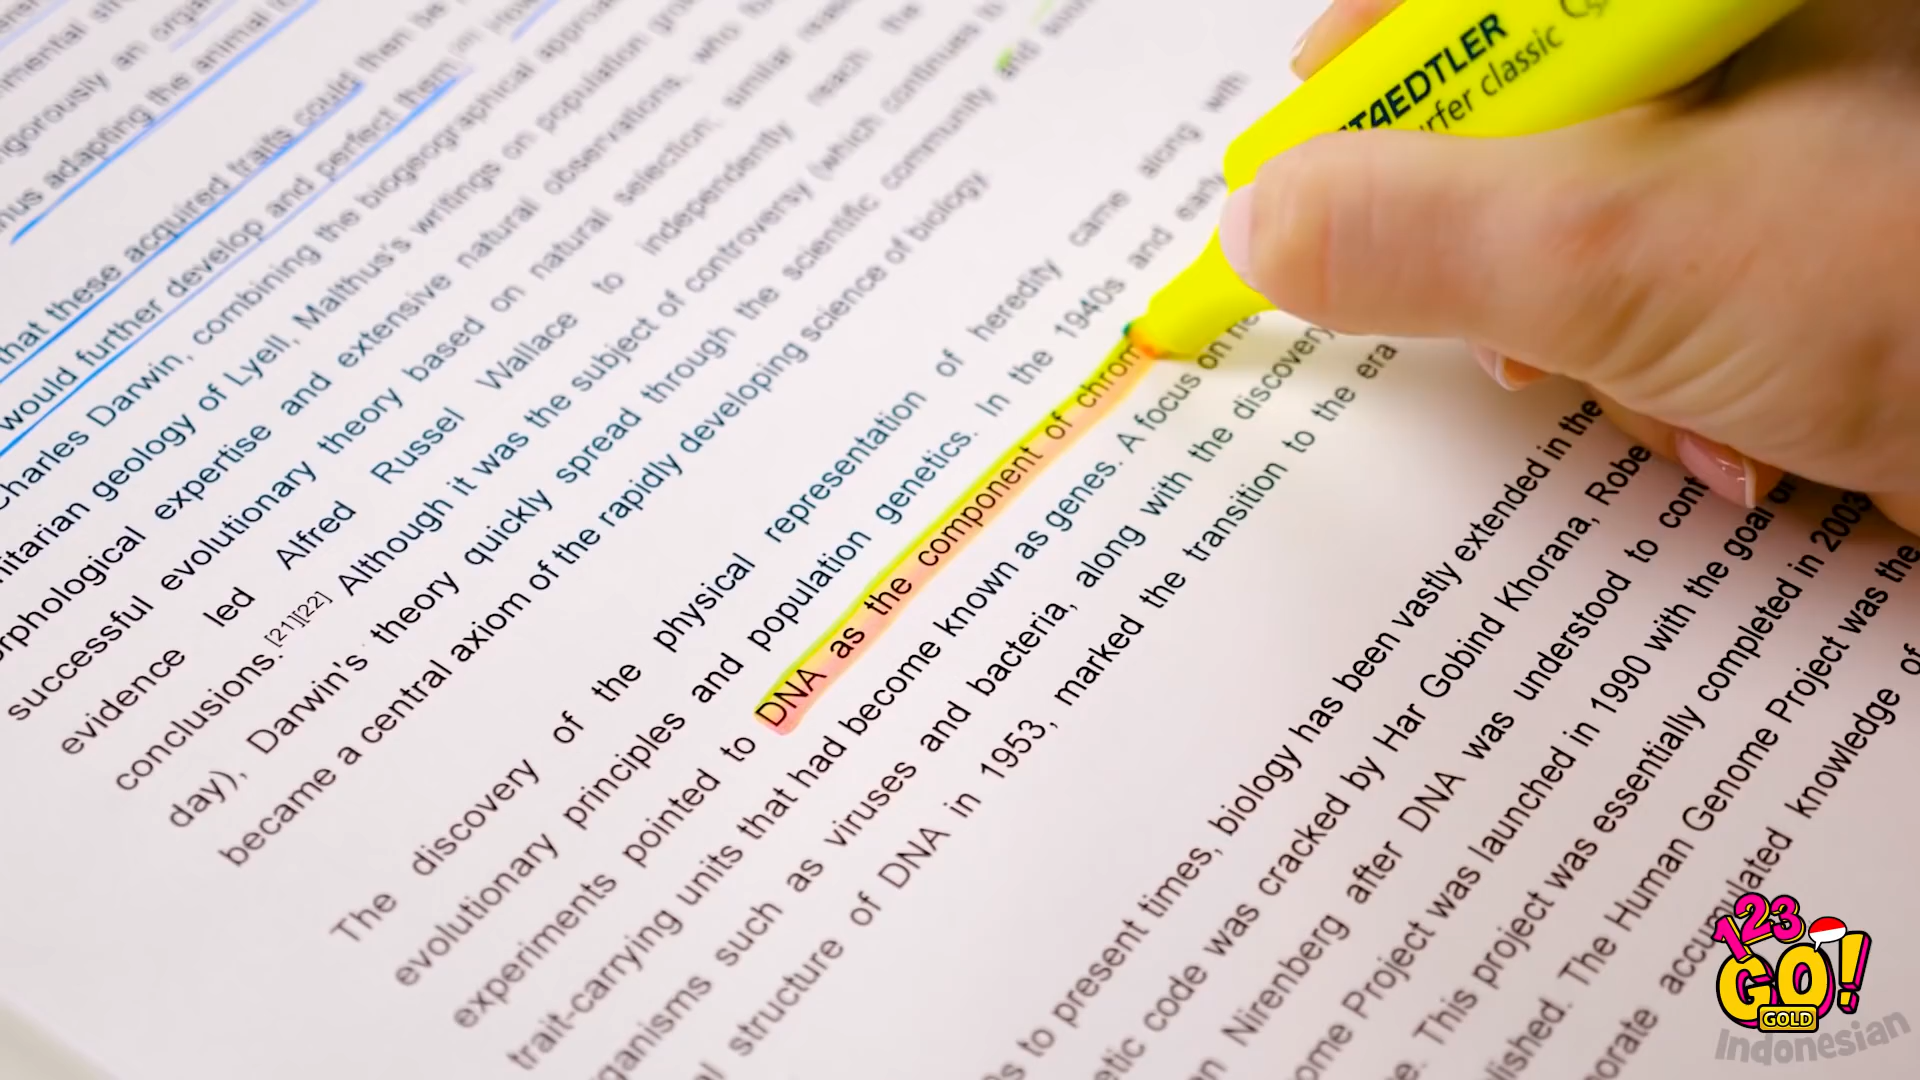 ngorously an organ
thus adapting the animal
that these acquired traits could then be
would further develop and perfect them
Charles Darwin, combining the biogeographical
geology of Lyell, Malthus's writings on population
expertise and extensive natural observations, who
successful evolutionary theory based on natural selection; similar
evidence led Alfred Russel Wallace to independently reach the
conclusions.[21][22] Although it was the subject of controversy (which continues to
day), Darwin's theory quickly spread through the scientific community and
became a central axiom of the rapidly developing science of biology
The discovery of the physical representation of heredity came along with
evolutionary principles and population genetics. In the 1940s and early
experiments pointed to DNA as the component of chrom
trait-carrying units that had become known as genes. A focus on
such as viruses and bacteria, along with the discovery
structure of DNA in 1953, marked the transition to the era
to present times, biology has been vastly extended in the
code was cracked by Har Gobind Khorana, Robe
Nirenberg after DNA was understood to
Project was launched in 1990 with the goal
This project was essentially completed in 2003
The Human Genome Project was the
accumulated knowledge of
STAEDTLER
surfer classic
123
GO!
GOLD
Indonesian